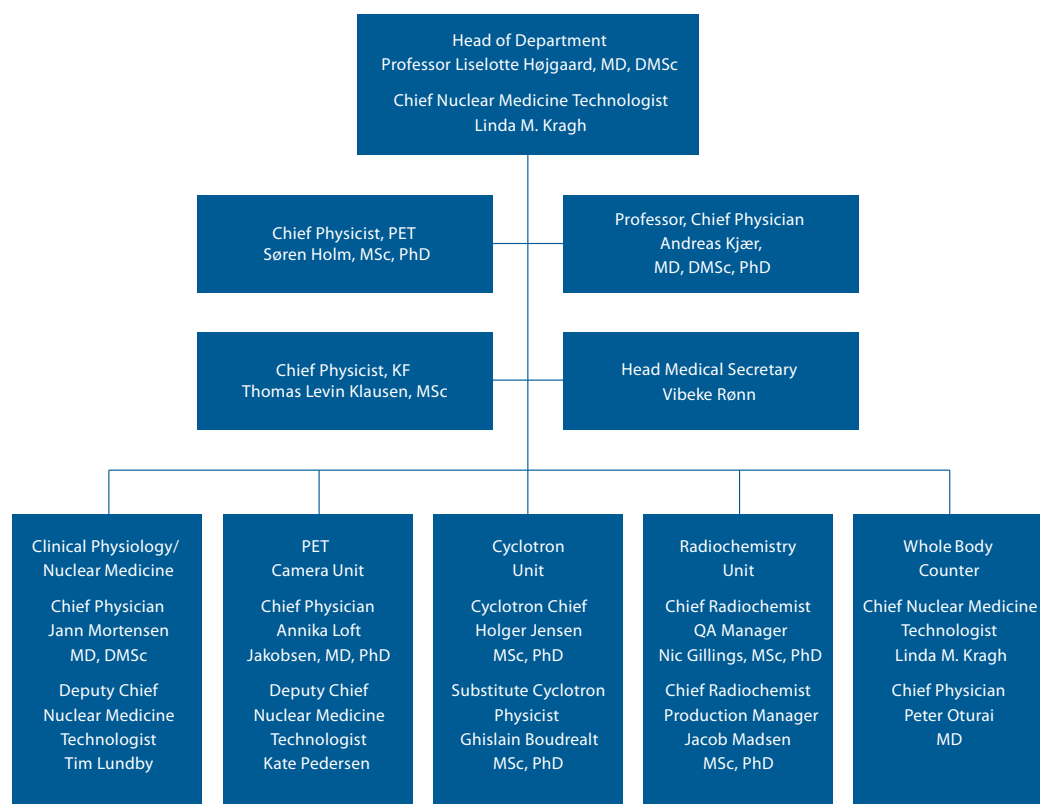 Head of Department
Professor Liselotte Højgaard, MD, DMSc
Chief Nuclear Medicine Technologist
Linda M. Kragh
Chief Physicist, PET
Søren Holm, MSc, PhD
Professor, Chief Physician
Andreas Kjær,
MD, DMSc, PhD
Chief Physicist, KF
Thomas Levin Klausen, MSc
Head Medical Secretary
Vibeke Rønn
Clinical Physiology/
Nuclear Medicine
Chief Physician
Jann Mortensen
MD, DMSc
Deputy Chief
Nuclear Medicine
Technologist
Tim Lundby
PET
Camera Unit
Chief Physician
Annika Loft
Jakobsen, MD, PhD
Deputy Chief
Nuclear Medicine
Technologist
Kate Pedersen
Cyclotron
Unit
Cyclotron Chief
Holger Jensen
MSc, PhD
Substitute Cyclotron
Physicist
Ghislain Boudrealt
MSc, PhD
Radiochemistry
Unit
Chief Radiochemist
QA Manager
Nic Gillings, MSc, PhD
Chief Radiochemist
Production Manager
Jacob Madsen
MSc, PhD
Whole Body
Counter
Chief Nuclear Medicine
Technologist
Linda M. Kragh
Chief Physician
Peter Oturai
MD